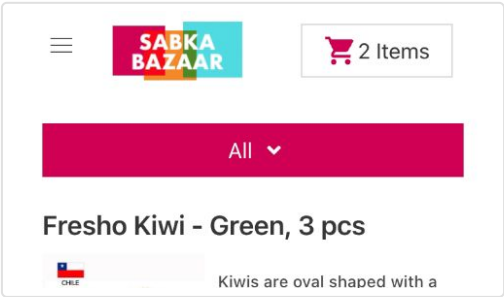 SABKA
BAZAAR
2 Items
All
Fresho Kiwi - Green, 3 pcs
CHILE
Kiwis are oval shaped with a